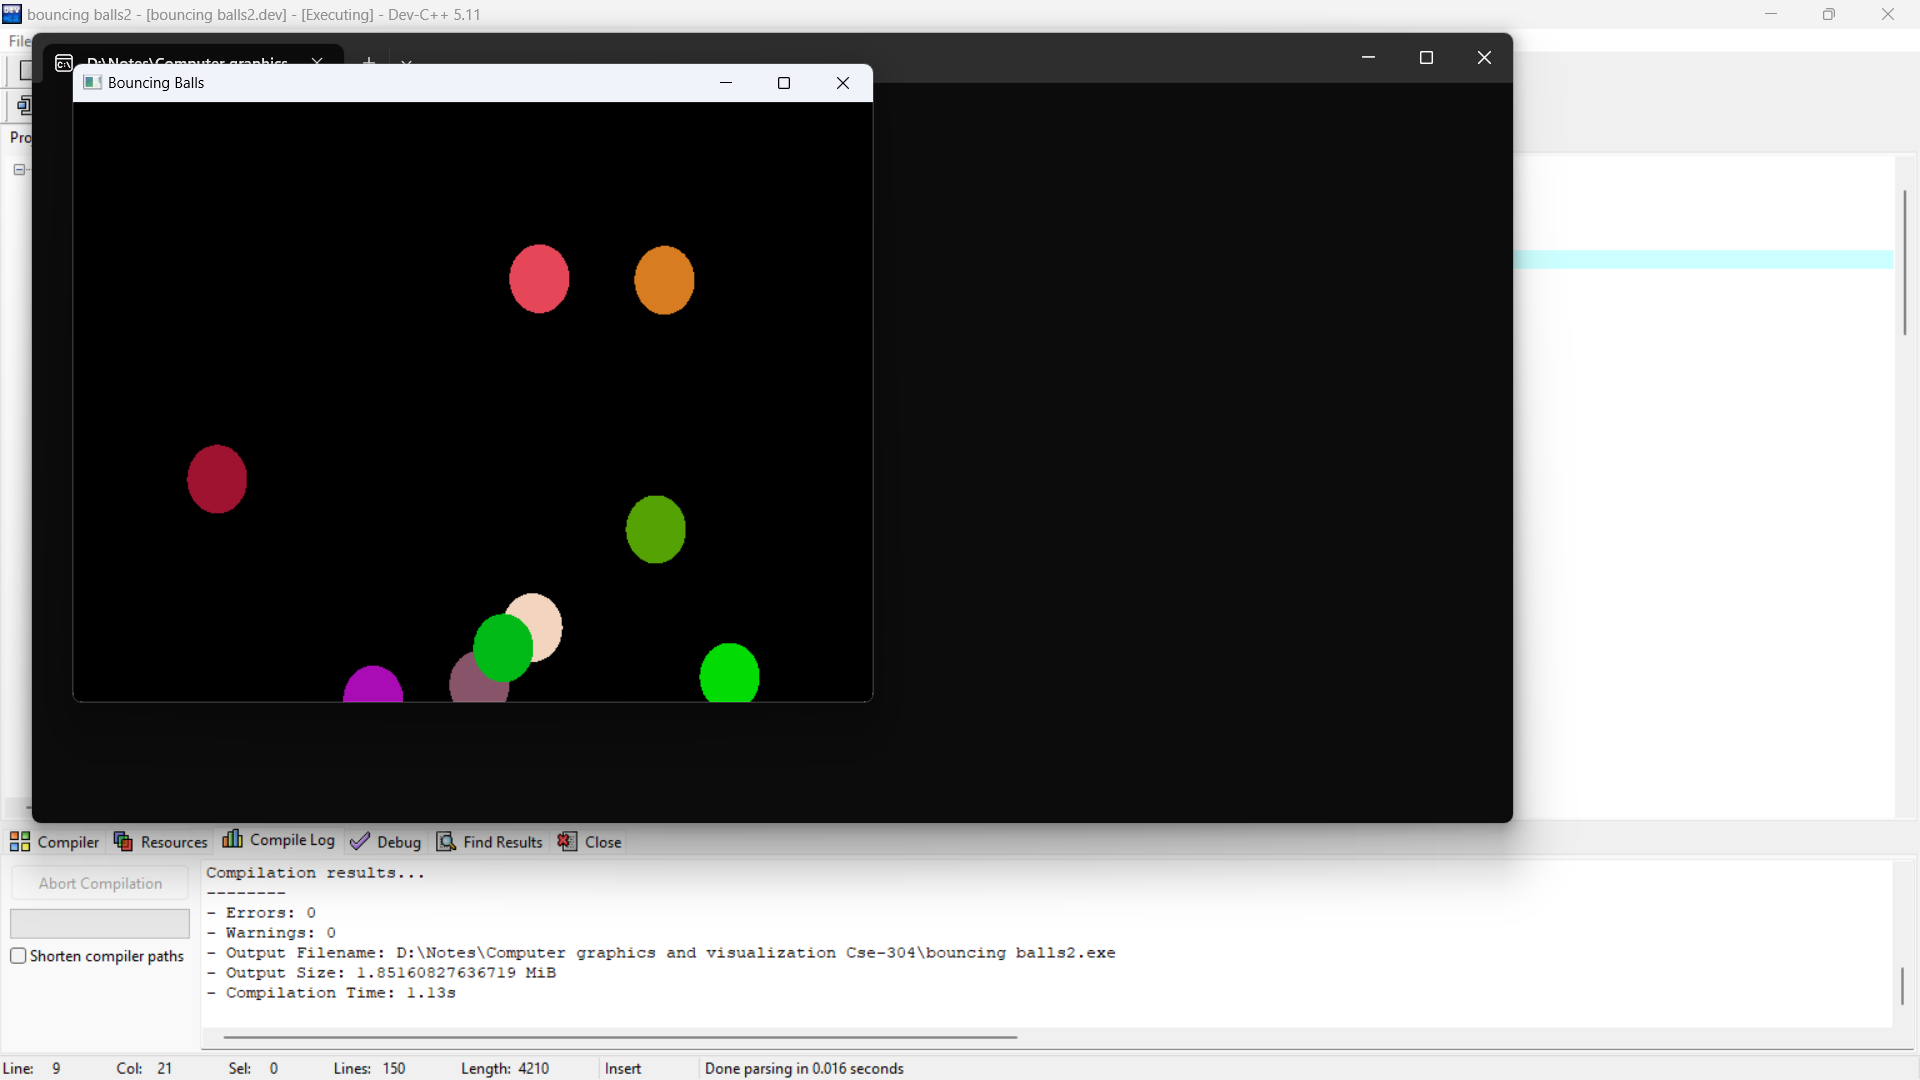 bouncing balls2 - [bouncing balls2.dev] - [Executing] - Dev-C++ 5.11
File
D:\Notes\Computer graphics
Bouncing Balls
Compiler Resources Compile Log Debug Find Results Close
Abort Compilation
Shorten compiler paths
Compilation results...
--------
- Errors: 0
- Warnings: 0
- Output Filename: D:\Notes\Computer graphics and visualization Cse-304\bouncing balls2.exe
- Output Size: 1.85160827636719 MiB
- Compilation Time: 1.13s
Line: 9 Col: 21 Sel: 0 Lines: 150 Length: 4210 Insert Done parsing in 0.016 seconds